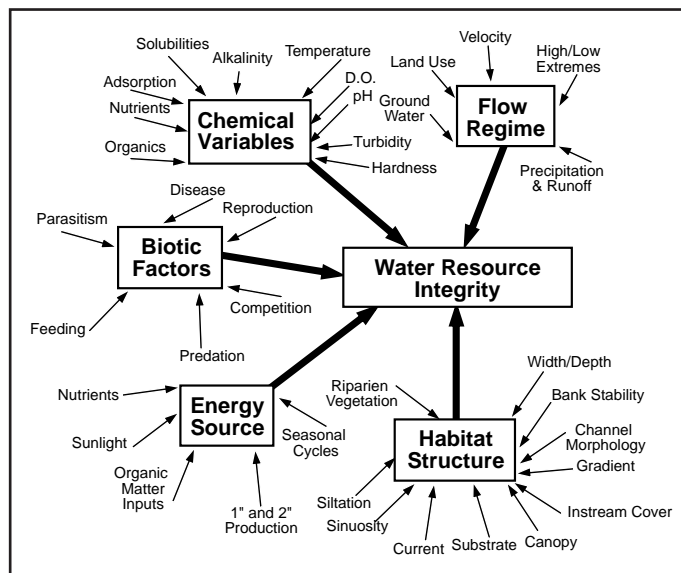 Solubilities
Alkalinity
Temperature
Adsorption
D.O.
Nutrients
pH
Chemical
Variables
Organics
Turbidity
Hardness
Velocity
High/Low
Extremes
Land Use
Ground
Water
Flow
Regime
Precipitation
& Runoff
Disease
Reproduction
Parasitism
Biotic
Factors
Competition
Feeding
Predation
Water Resource
Integrity
Nutrients
Energy
Source
Sunlight
Seasonal
Cycles
Organic
Matter
Inputs
1" and 2"
Production
Width/Depth
Riparien
Vegetation
Bank Stability
Habitat
Structure
Channel
Morphology
Gradient
Siltation
Instream Cover
Sinuosity
Current
Substrate
Canopy